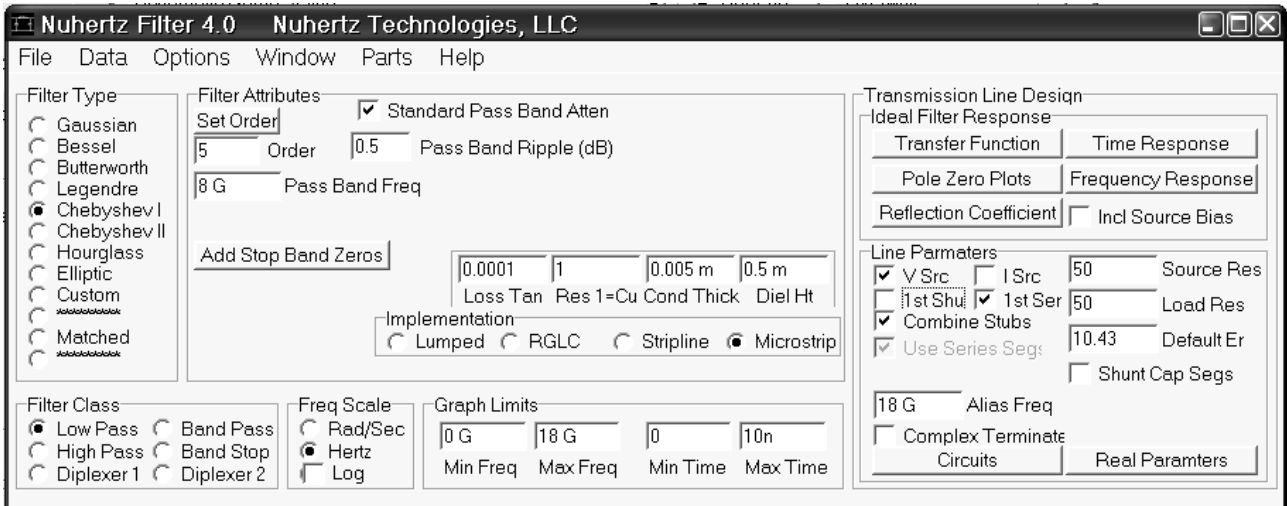 Nuhertz Filter 4.0 Nuhertz Technologies, LLC
File Data Options Window Parts Help
Filter Type
Gaussian
Bessel
Butterworth
Legendre
Chebyshev I
Chebyshev II
Hourglass
Elliptic
Custom
**********
Matched
**********
Filter Attributes
Set Order
Standard Pass Band Atten
5 Order
0.5 Pass Band Ripple (dB)
8 G Pass Band Freq
Add Stop Band Zeros
0.0001 1 0.005 m 0.5 m
Loss Tan Res 1=Cu Cond Thick Diel Ht
Implementation
Lumped RGLC Stripline Microstrip
Transmission Line Design
Ideal Filter Response
Transfer Function Time Response
Pole Zero Plots Frequency Response
Reflection Coefficient Incl Source Bias
Line Parmaters
V Src I Src 50 Source Res
1st Shu 1st Ser 50 Load Res
Combine Stubs
Use Series Segs 10.43 Default Er
Shunt Cap Segs
18 G Alias Freq
Complex Terminate
Circuits Real Paramters
Filter Class
Low Pass Band Pass
High Pass Band Stop
Diplexer 1 Diplexer 2
Freq Scale
Rad/Sec
Hertz
Log
Graph Limits
0 G 18 G 0 10n
Min Freq Max Freq Min Time Max Time